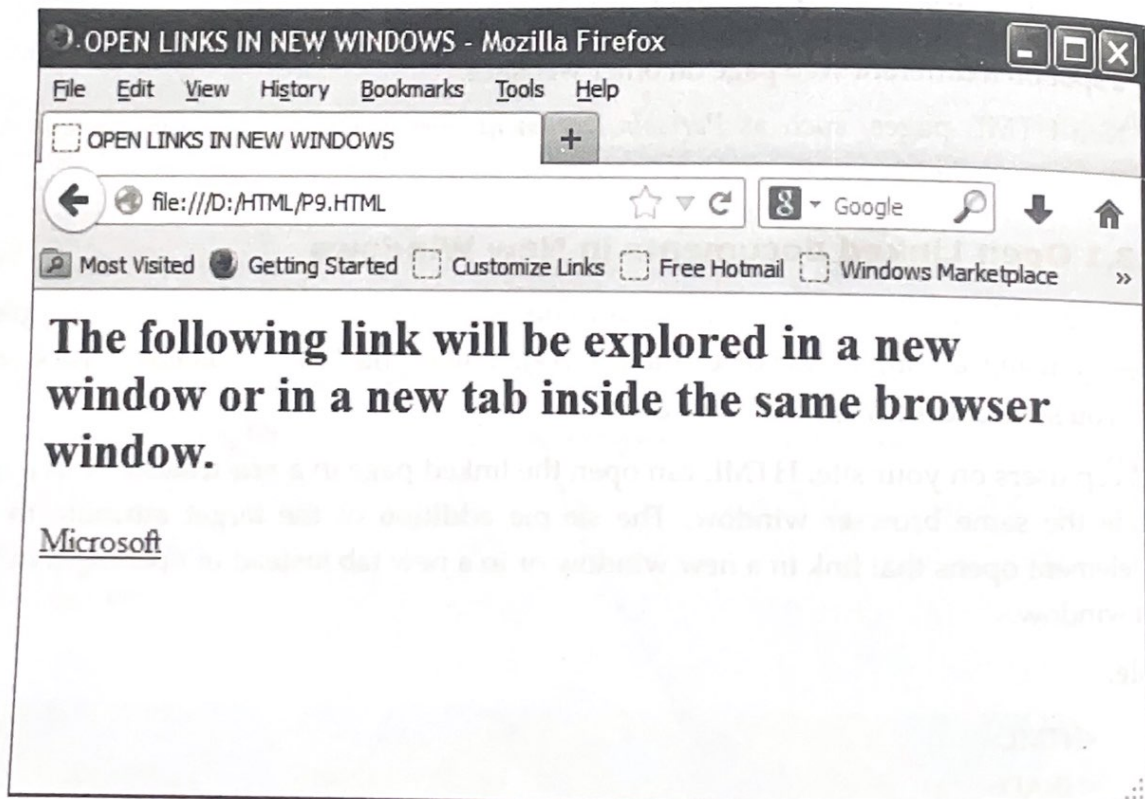 OPEN LINKS IN NEW WINDOWS - Mozilla Firefox
File Edit View History Bookmarks Tools Help
OPEN LINKS IN NEW WINDOWS +
file:///D:/HTML/P9.HTML 8 Google
Most Visited Getting Started Customize Links Free Hotmail Windows Marketplace »
The following link will be explored in a new
window or in a new tab inside the same browser
window.
Microsoft